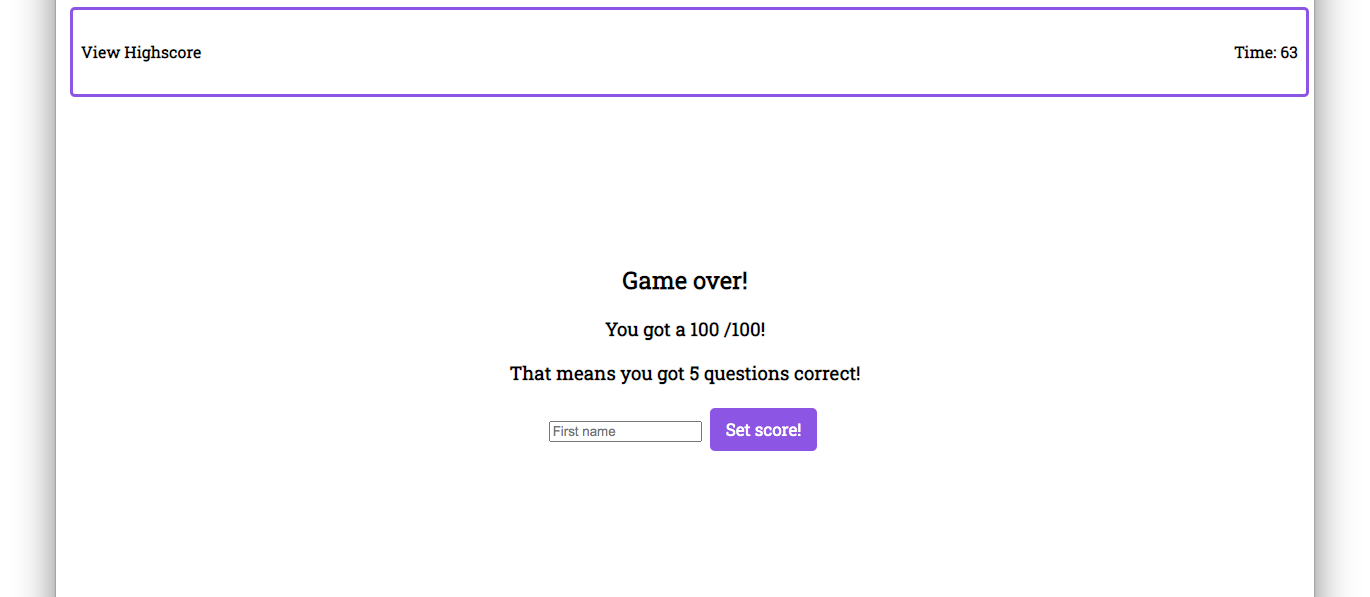 View Highscore
Time: 63
Game over!
You got a 100 /100!
That means you got 5 questions correct!
First name
Set score!